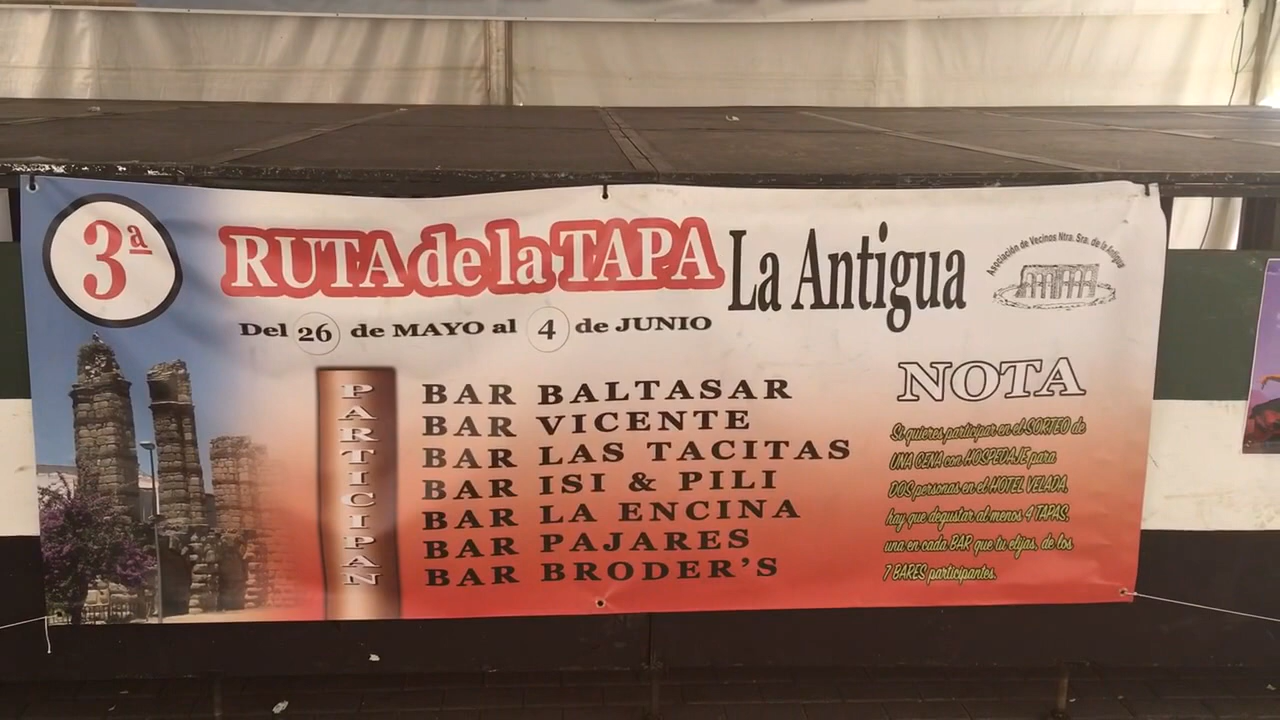 3ª
RUTA de la TAPA La Antigua
Asociación de Vecinos Ntra. Sra. de la Antigua
Del 26 de MAYO al 4 de JUNIO
PARTICIPAN
BAR BALTASAR
BAR VICENTE
BAR LAS TACITAS
BAR ISI & PILI
BAR LA ENCINA
BAR PAJARES
BAR BRODER'S
NOTA
Si quieres participar en el SORTEO de
UNA CENA con HOSPEDAJE para
DOS personas en el HOTEL VELADA,
hay que degustar al menos 4 TAPAS,
una en cada BAR que tu elijas, de los
7 BARES participantes.